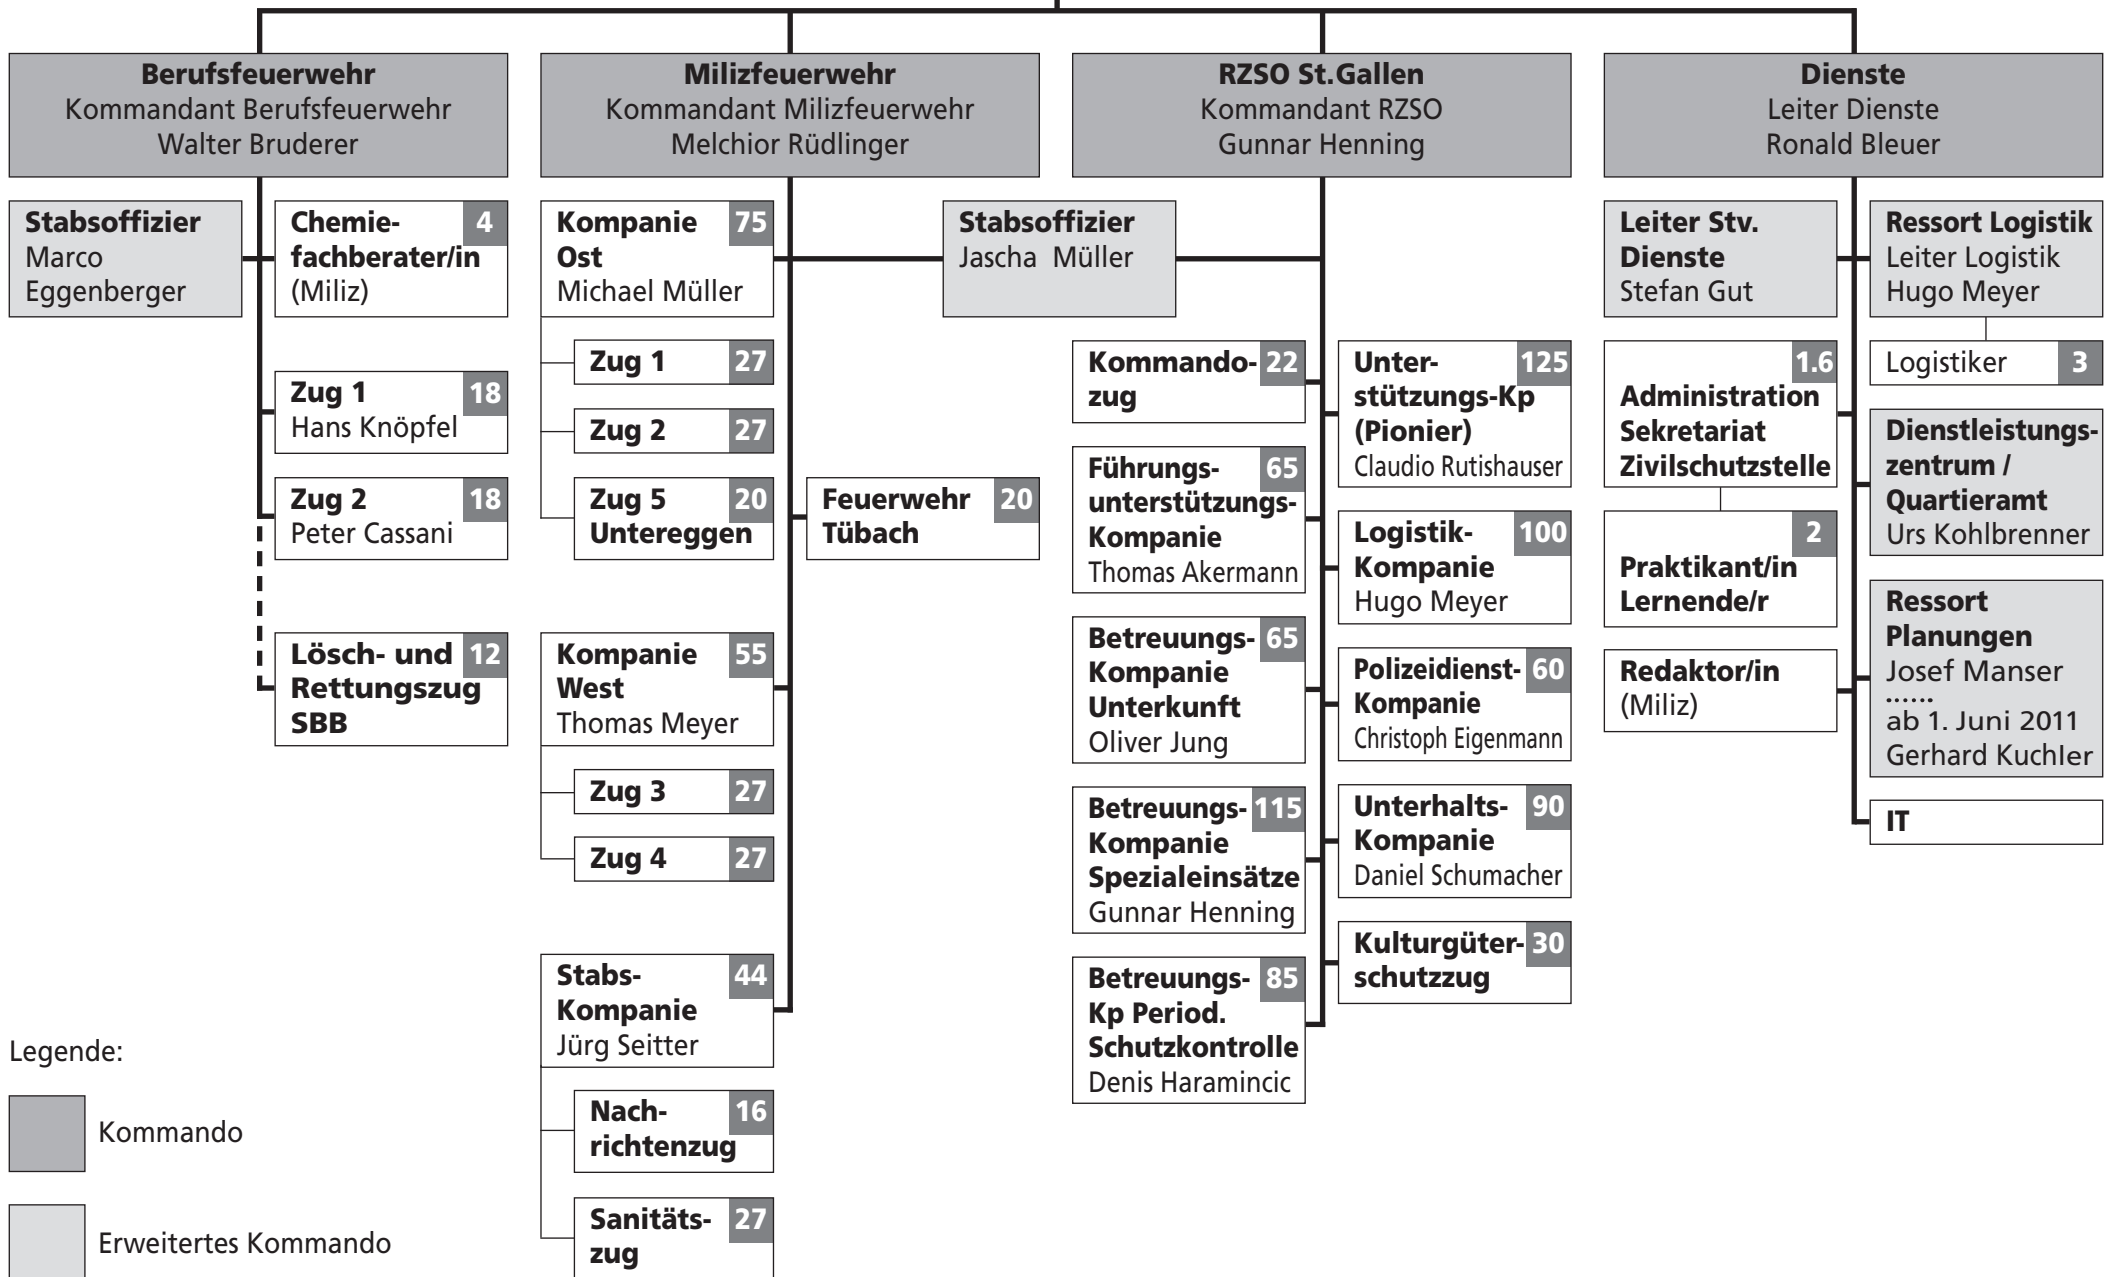 Berufsfeuerwehr
Kommandant Berufsfeuerwehr
Walter Bruderer
Stabsoffizier
Marco
Eggenberger
Chemie- 4
fachberater/in
(Miliz)
Zug 1 18
Hans Knöpfel
Zug 2 18
Peter Cassani
Lösch- und 12
Rettungszug
SBB
Milizfeuerwehr
Kommandant Milizfeuerwehr
Melchior Rüdlinger
Kompanie 75
Ost
Michael Müller
Zug 1 27
Zug 2 27
Zug 5 20
Untereggen
Feuerwehr 20
Tübach
Kompanie 55
West
Thomas Meyer
Zug 3 27
Zug 4 27
Stabs- 44
Kompanie
Jürg Seitter
Nach- 16
richtenzug
Sanitäts- 27
zug
Stabsoffizier
Jascha Müller
RZSO St.Gallen
Kommandant RZSO
Gunnar Henning
Kommando- 22
zug
Führungs- 65
unterstützungs-
Kompanie
Thomas Akermann
Betreuungs- 65
Kompanie
Unterkunft
Oliver Jung
Betreuungs- 115
Kompanie
Spezialeinsätze
Gunnar Henning
Betreuungs- 85
Kp Period.
Schutzkontrolle
Denis Haramincic
Unter- 125
stützungs-Kp
(Pionier)
Claudio Rutishauser
Logistik- 100
Kompanie
Hugo Meyer
Polizeidienst- 60
Kompanie
Christoph Eigenmann
Unterhalts- 90
Kompanie
Daniel Schumacher
Kulturgüter- 30
schutzzug
Dienste
Leiter Dienste
Ronald Bleuer
Leiter Stv.
Dienste
Stefan Gut
1.6
Administration
Sekretariat
Zivilschutzstelle
2
Praktikant/in
Lernende/r
Redaktor/in
(Miliz)
Ressort Logistik
Leiter Logistik
Hugo Meyer
Logistiker 3
Dienstleistungs-
zentrum /
Quartieramt
Urs Kohlbrenner
Ressort
Planungen
Josef Manser
......
ab 1. Juni 2011
Gerhard Kuchler
IT
Legende:
Kommando
Erweitertes Kommando